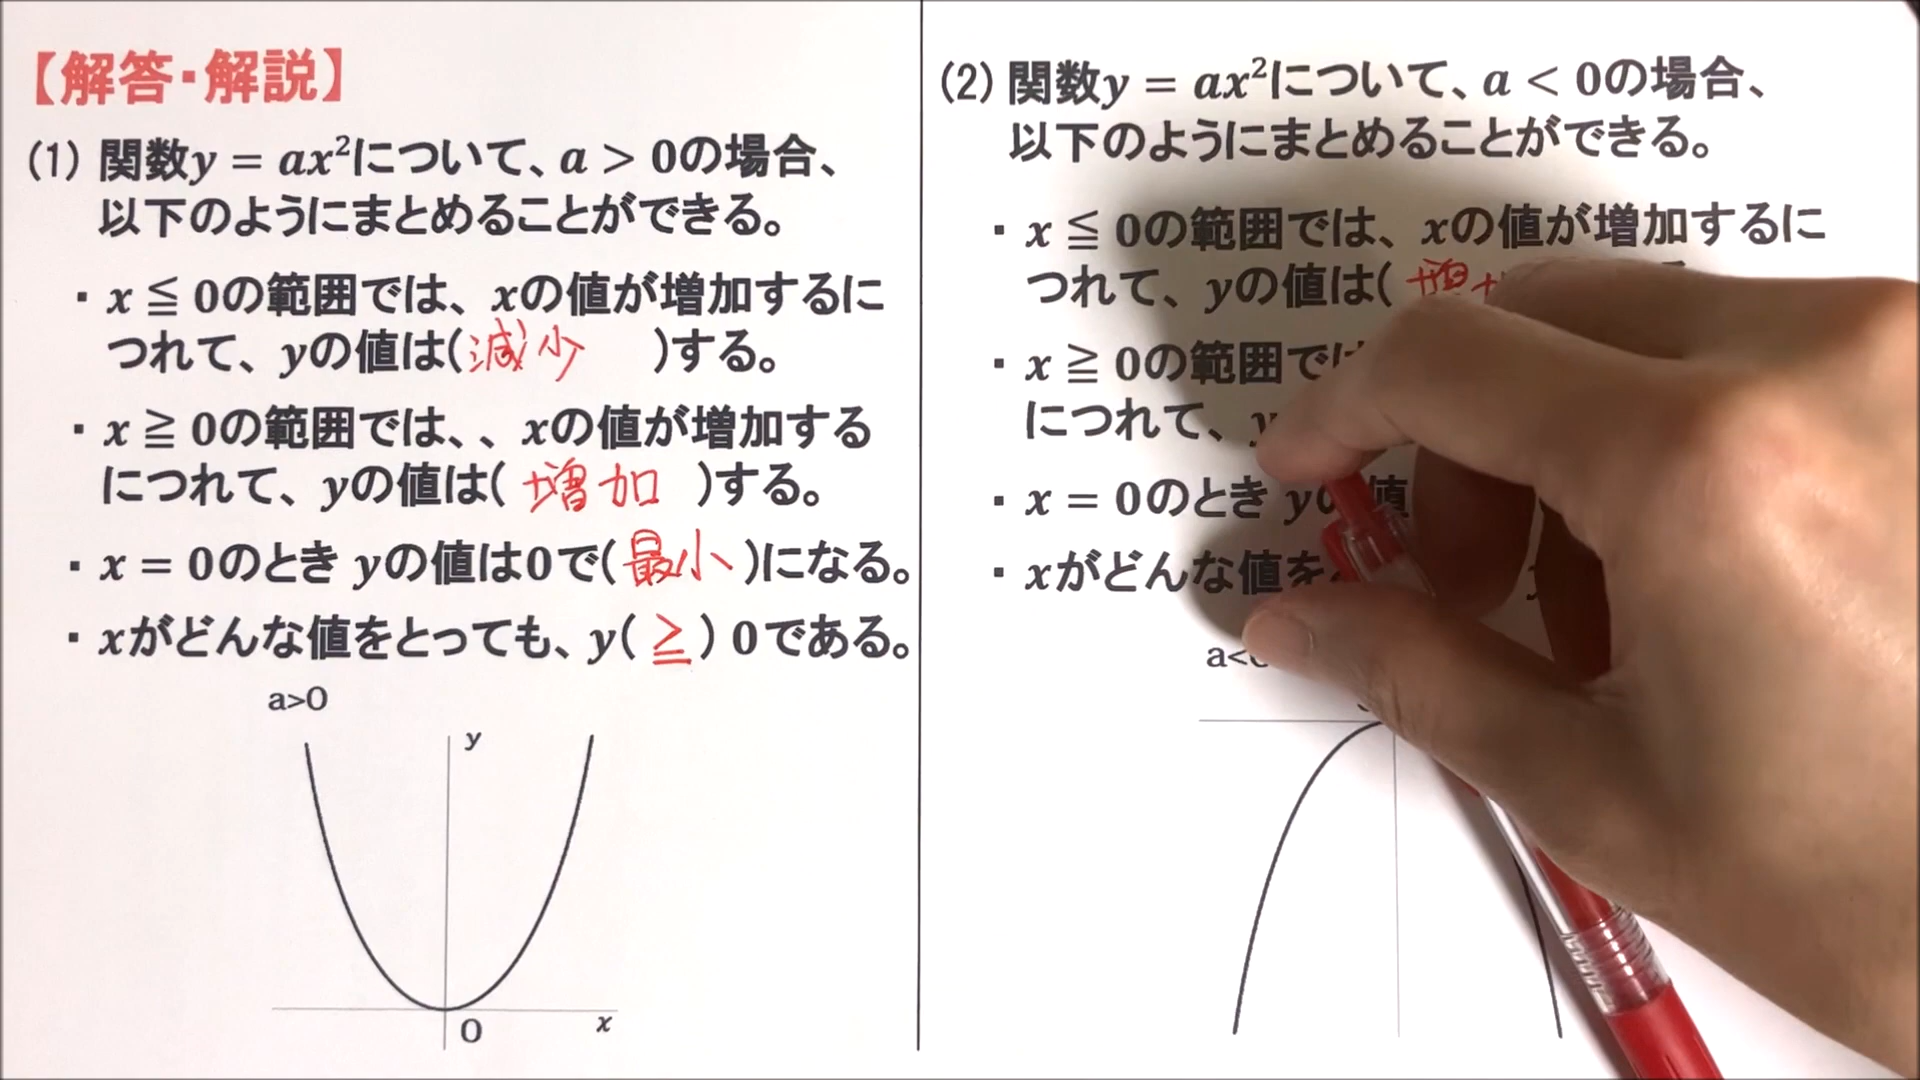 【解答・解説】
(1) 関数y = ax²について、a > 0の場合、
以下のようにまとめることができる。
・x ≦ 0の範囲では、xの値が増加するに
つれて、yの値は(減少 )する。
・x ≧ 0の範囲では、、xの値が増加する
につれて、yの値は( 増加 )する。
・x = 0のとき yの値は0で(最小)になる。
・xがどんな値をとっても、y( ≧ ) 0である。
a>0
y
O
x
(2) 関数y = ax²について、a < 0の場合、
以下のようにまとめることができる。
・x ≦ 0の範囲では、xの値が増加するに
つれて、yの値は( 増
・x ≧ 0の範囲では
につれて、y
・x = 0のとき yの値
・xがどんな値を
a<